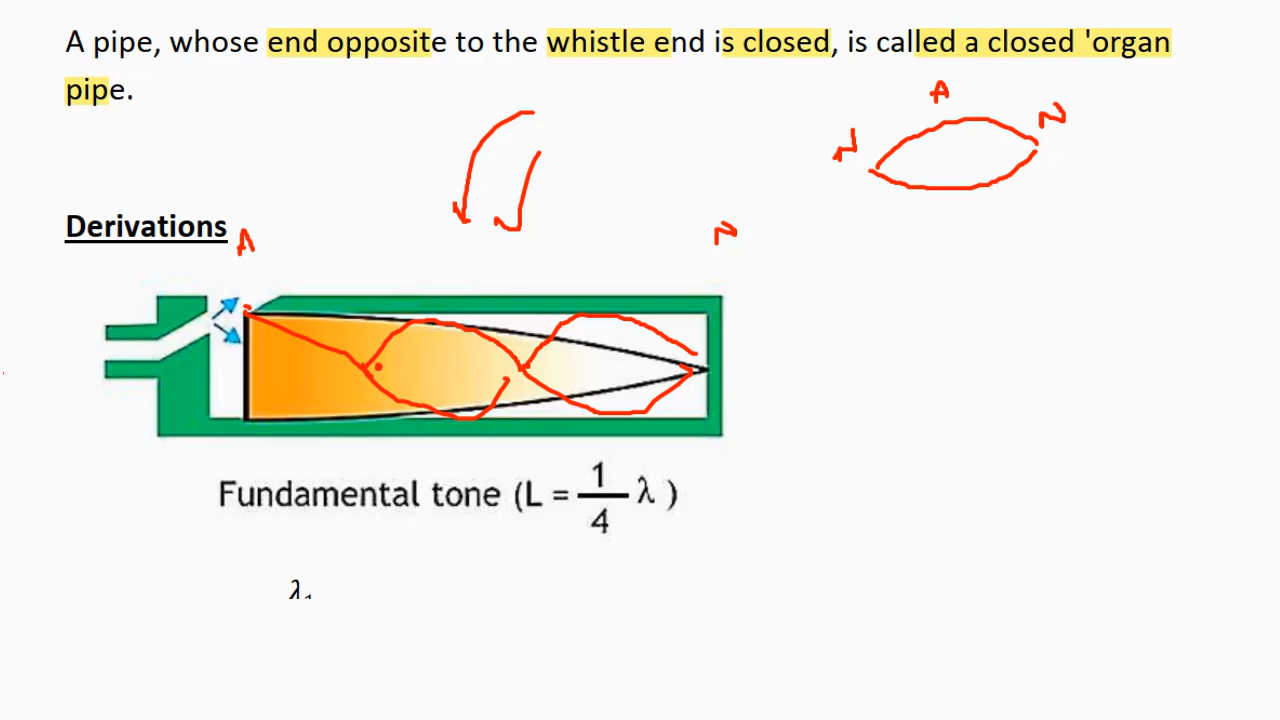 A pipe, whose end opposite to the whistle end is closed, is called a closed 'organ
pipe.
A
N
N
Derivations
A
N
Fundamental tone (L = 1/4 λ )
λ₁